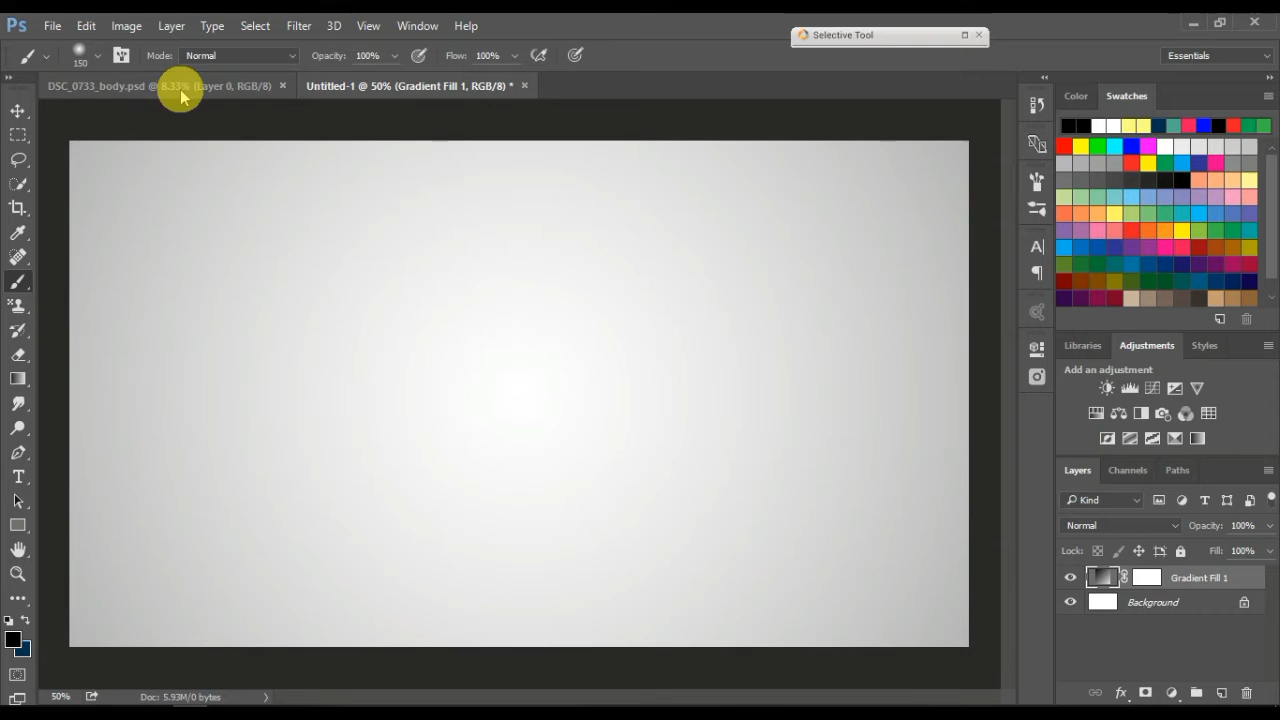 Ps File Edit Image Layer Type Select Filter 3D View Window Help
Selective Tool
150 Mode: Normal Opacity: 100% Flow: 100% Essentials
DSC_0733_body.psd @ 8.33% (Layer 0, RGB/8) Untitled-1 @ 50% (Gradient Fill 1, RGB/8) *
Color Swatches
Libraries Adjustments Styles
Add an adjustment
Layers Channels Paths
Kind
Normal Opacity: 100%
Lock: Fill: 100%
Gradient Fill 1
Background
50% Doc: 5.93M/0 bytes